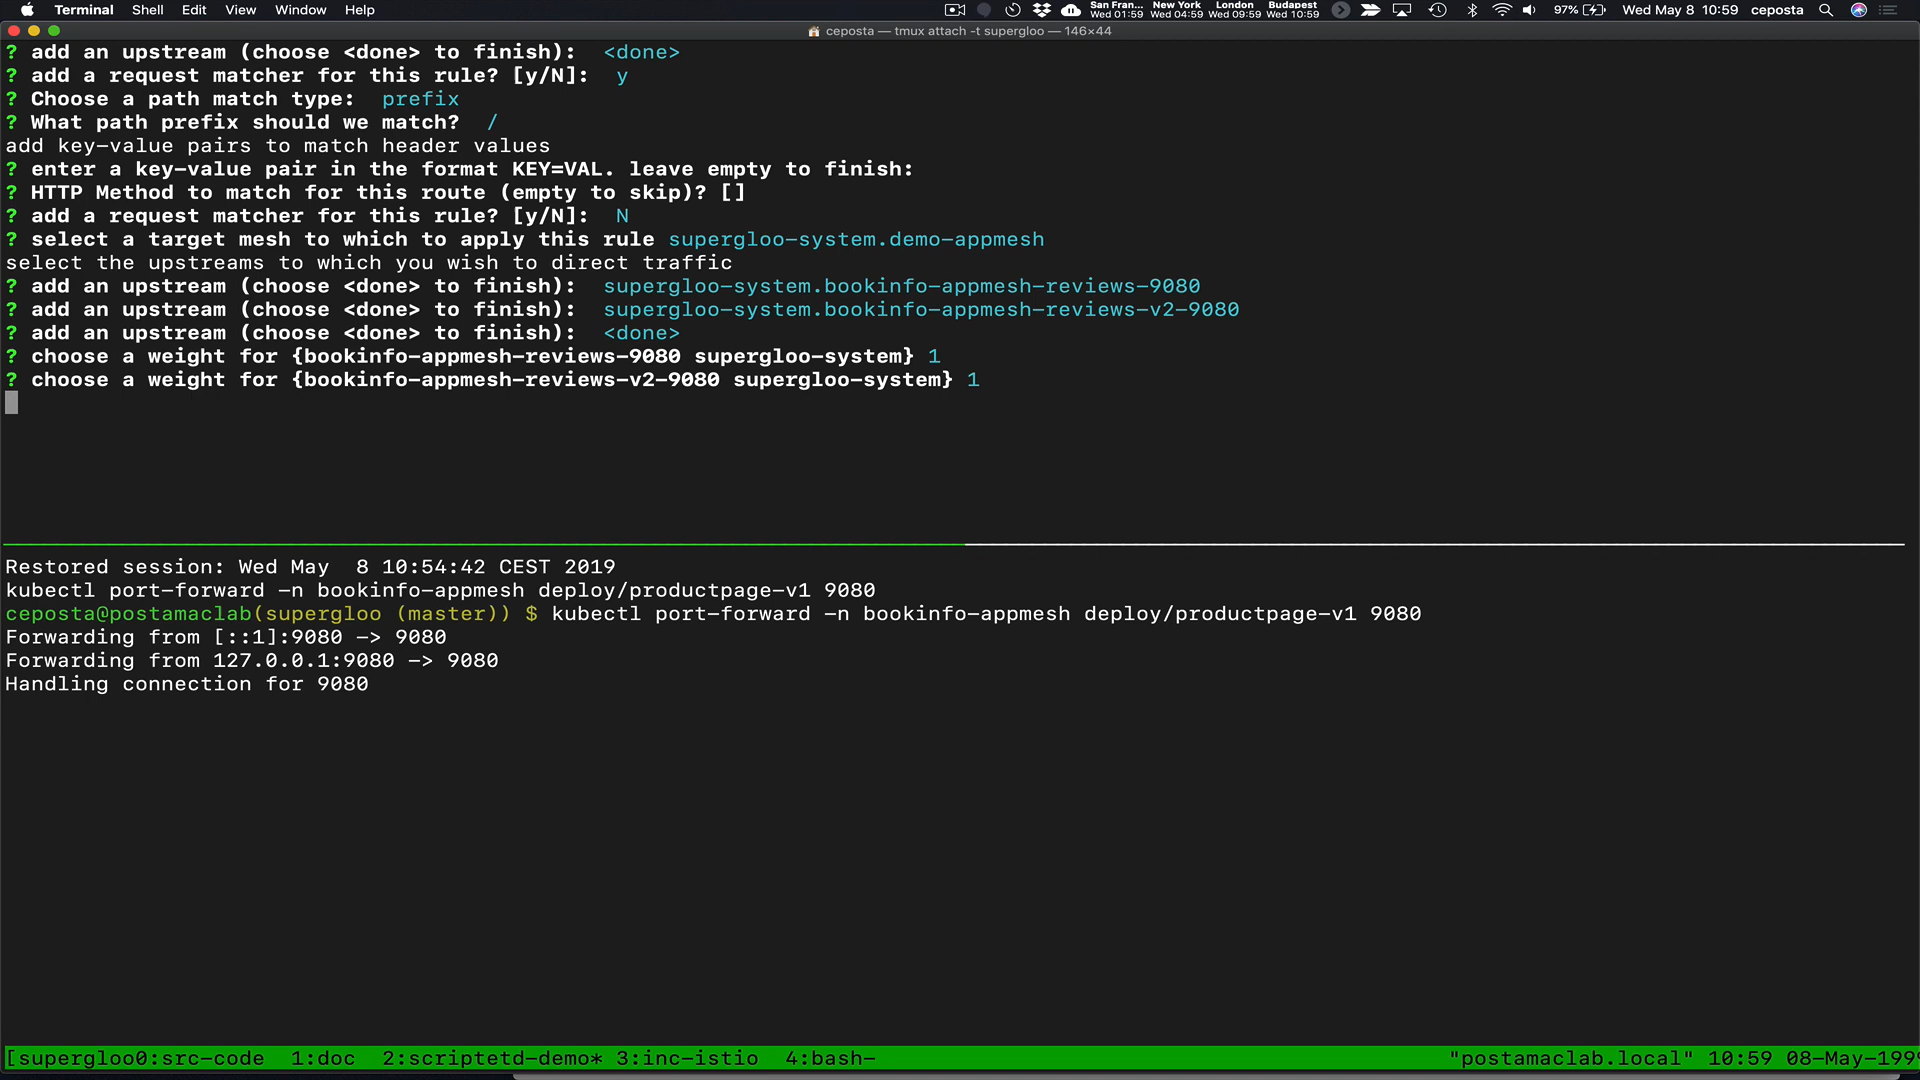 Terminal Shell Edit View Window Help San Fran... Wed 01:59 New York Wed 04:59 London Wed 09:59 Budapest Wed 10:59 97% Wed May 8 10:59 ceposta
ceposta — tmux attach -t supergloo — 146×44
? add an upstream (choose <done> to finish): <done>
? add a request matcher for this rule? [y/N]: y
? Choose a path match type: prefix
? What path prefix should we match? /
add key-value pairs to match header values
? enter a key-value pair in the format KEY=VAL. leave empty to finish:
? HTTP Method to match for this route (empty to skip)? []
? add a request matcher for this rule? [y/N]: N
? select a target mesh to which to apply this rule supergloo-system.demo-appmesh
select the upstreams to which you wish to direct traffic
? add an upstream (choose <done> to finish): supergloo-system.bookinfo-appmesh-reviews-9080
? add an upstream (choose <done> to finish): supergloo-system.bookinfo-appmesh-reviews-v2-9080
? add an upstream (choose <done> to finish): <done>
? choose a weight for {bookinfo-appmesh-reviews-9080 supergloo-system} 1
? choose a weight for {bookinfo-appmesh-reviews-v2-9080 supergloo-system} 1
Restored session: Wed May  8 10:54:42 CEST 2019
kubectl port-forward -n bookinfo-appmesh deploy/productpage-v1 9080
ceposta@postamaclab(supergloo (master)) $ kubectl port-forward -n bookinfo-appmesh deploy/productpage-v1 9080
Forwarding from [::1]:9080 -> 9080
Forwarding from 127.0.0.1:9080 -> 9080
Handling connection for 9080
[supergloo0:src-code 1:doc 2:scriptetd-demo* 3:inc-istio 4:bash- "postamaclab.local" 10:59 08-May-199